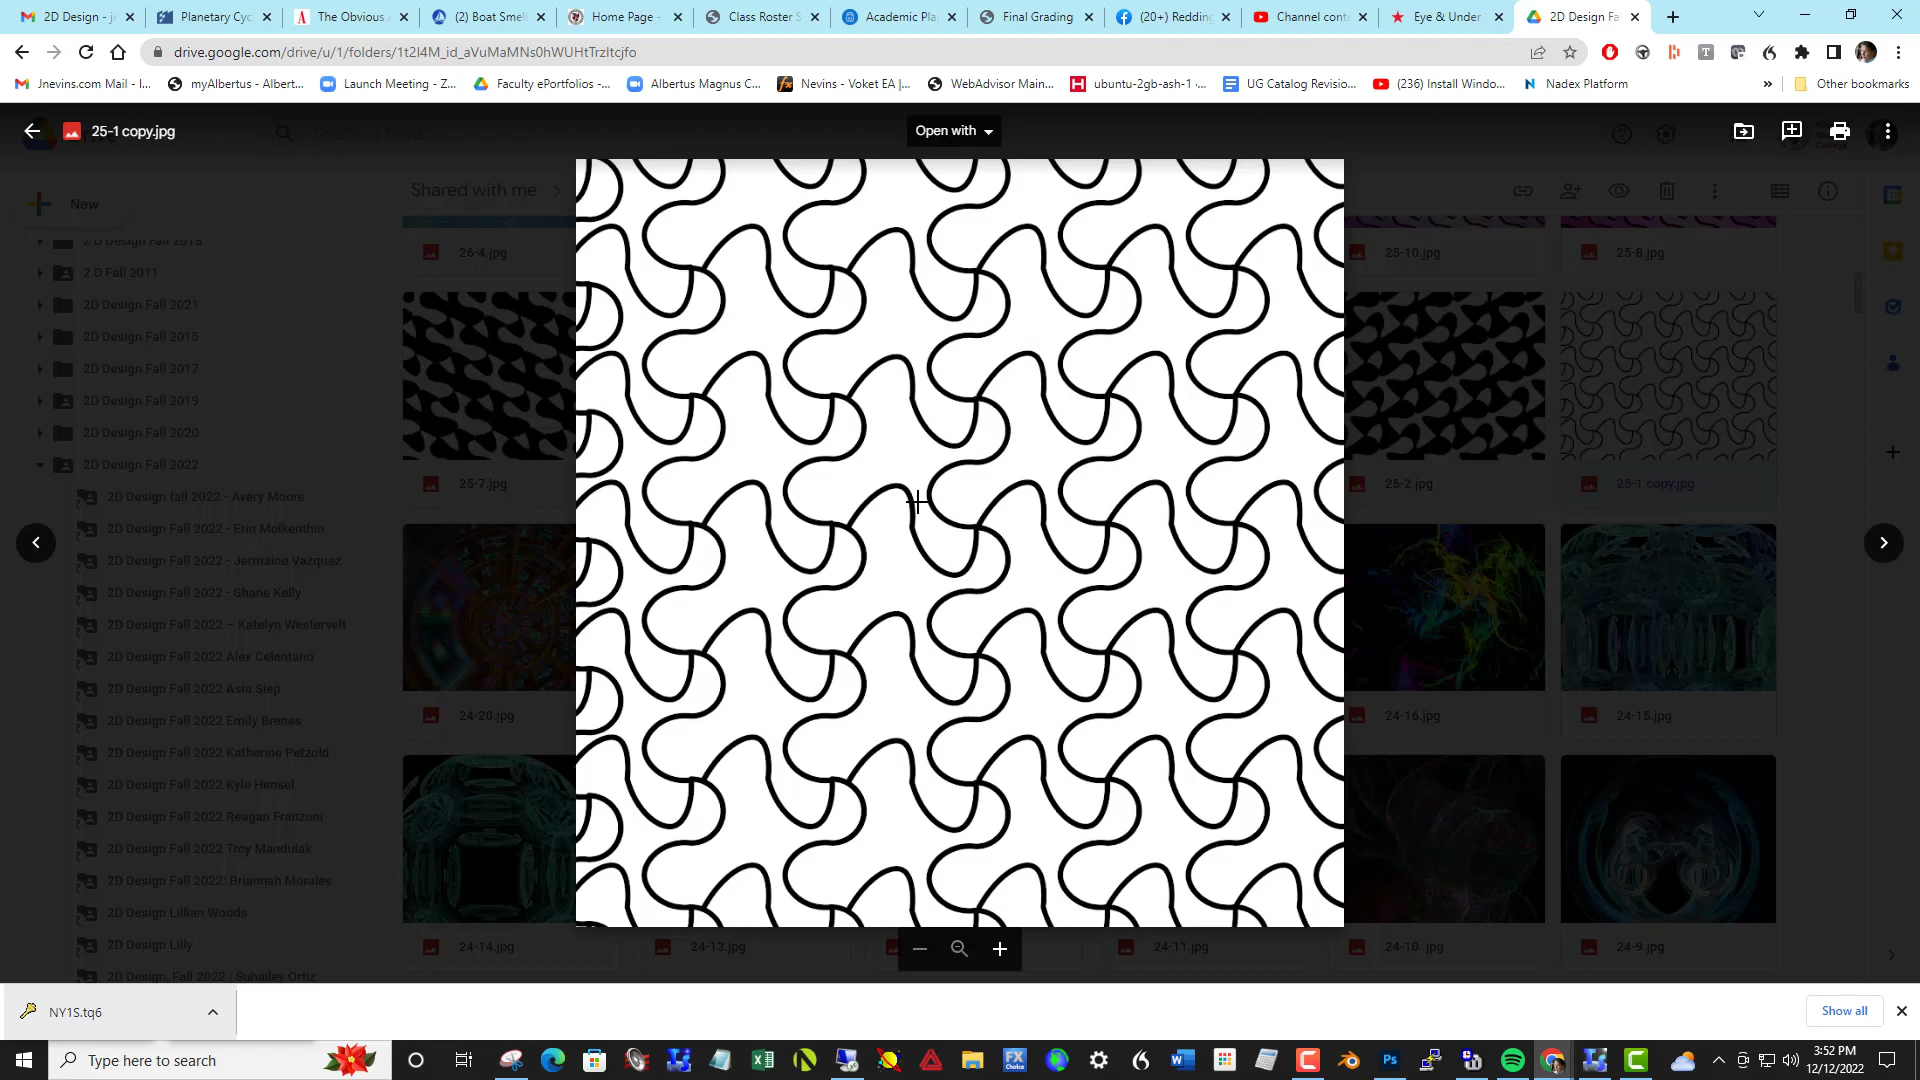 2D Design - j
Planetary Cyc
The Obvious
(2) Boat Smel
Home Page -
Class Roster S
Academic Pla
Final Grading
(20+) Redding
Channel cont
Eye & Under
2D Design Fa
drive.google.com/drive/u/1/folders/1t2I4M_id_aVuMaMNs0hWUHtTrzItcjfo
Jnevins.com Mail - I...
myAlbertus - Albert...
Launch Meeting - Z...
Faculty ePortfolios -...
Albertus Magnus C...
Nevins - Voket EA |...
WebAdvisor Main...
ubuntu-2gb-ash-1 -...
UG Catalog Revisio...
(236) Install Windo...
Nadex Platform
»
Other bookmarks
25-1 copy.jpg
Open with
New
Shared with me
2 D Design Fall 2018
2 D Fall 2011
2D Design Fall 2021
2D Design Fall 2015
2D Design Fall 2017
2D Design Fall 2019
2D Design Fall 2020
2D Design Fall 2022
2D Design fall 2022 - Avery Moore
2D Design Fall 2022 - Erin Molkenthin
2D Design Fall 2022 - Jermaine Vazquez
2D Design Fall 2022 - Shane Kelly
2D Design Fall 2022 – Katelyn Westervelt
2D Design Fall 2022 Alex Celentano
2D Design Fall 2022 Asia Siep
2D Design Fall 2022 Emily Brenes
2D Design Fall 2022 Katherine Petzold
2D Design Fall 2022 Kyle Hensel
2D Design Fall 2022 Reagan Franzoni
2D Design Fall 2022 Troy Mandulak
2D Design Fall 2022: Briannah Morales
2D Design Lillian Woods
2D Design Lilly
2D Design, Fall 2022 | Suhailey Ortiz
26-4.jpg
25-10.jpg
25-8.jpg
25-7.jpg
25-2.jpg
25-1 copy.jpg
24-20.jpg
24-16.jpg
24-15.jpg
24-14.jpg
24-13.jpg
24-11.jpg
24-10 .jpg
24-9.jpg
NY1S.tq6
Show all
Type here to search
FX
Choice
3:52 PM
12/12/2022